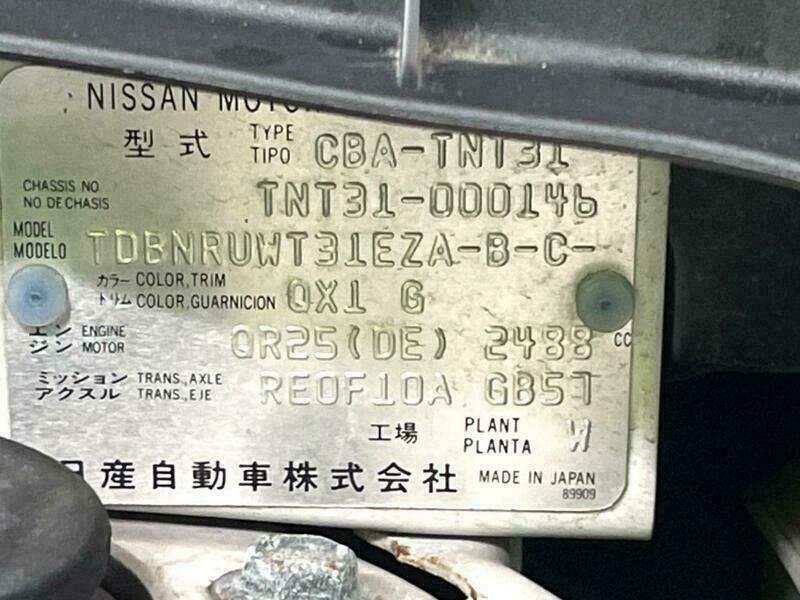 NISSAN MOTOR
型式 TYPE TIPO CBA-TNT31
CHASSIS NO. NO DE CHASIS TNT31-000146
MODEL MODELO TDBNRUWT31EZA-B-C-
カラー COLOR,TRIM
トリム COLOR,GUARNICION QX1 G
エンジン ENGINE MOTOR QR25(DE) 2488 CC
ミッション TRANS.,AXLE
アクスル TRANS.,EJE RE0F10A GB57
工場 PLANT PLANTA W
日産自動車株式会社 MADE IN JAPAN
89909